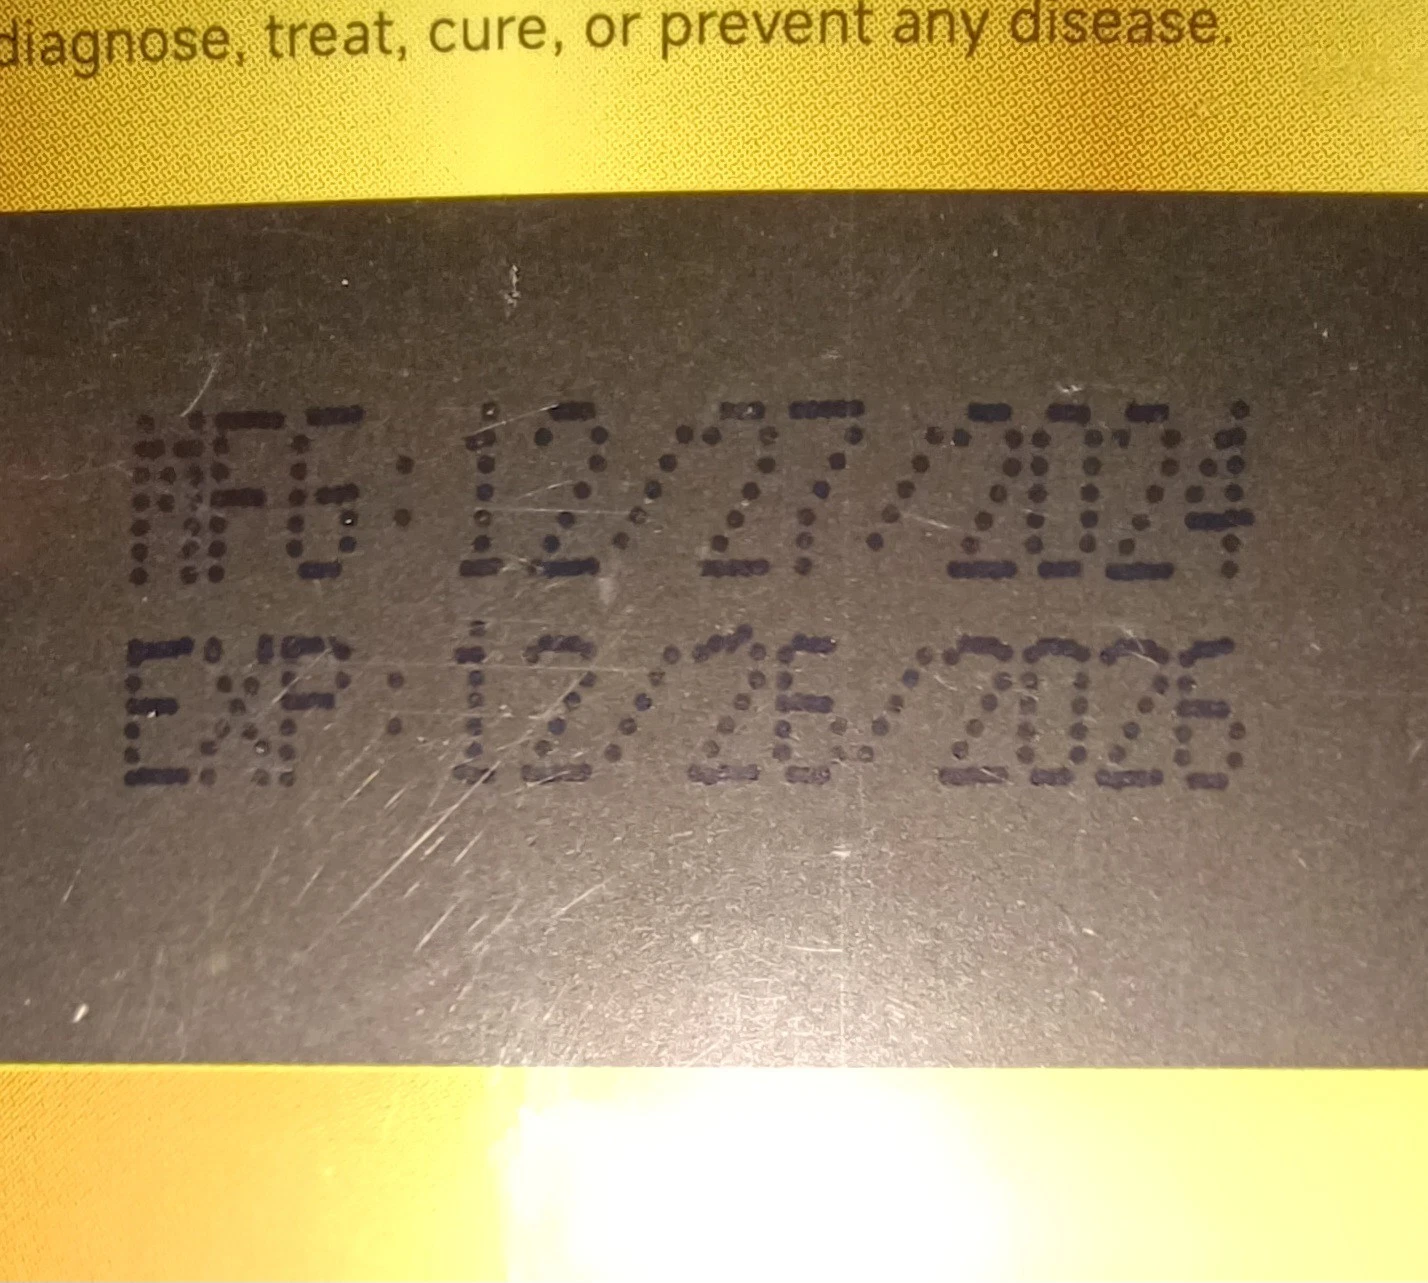 diagnose, treat, cure, or prevent any disease.
MFG:12/27/2024
EXP:12/26/2026